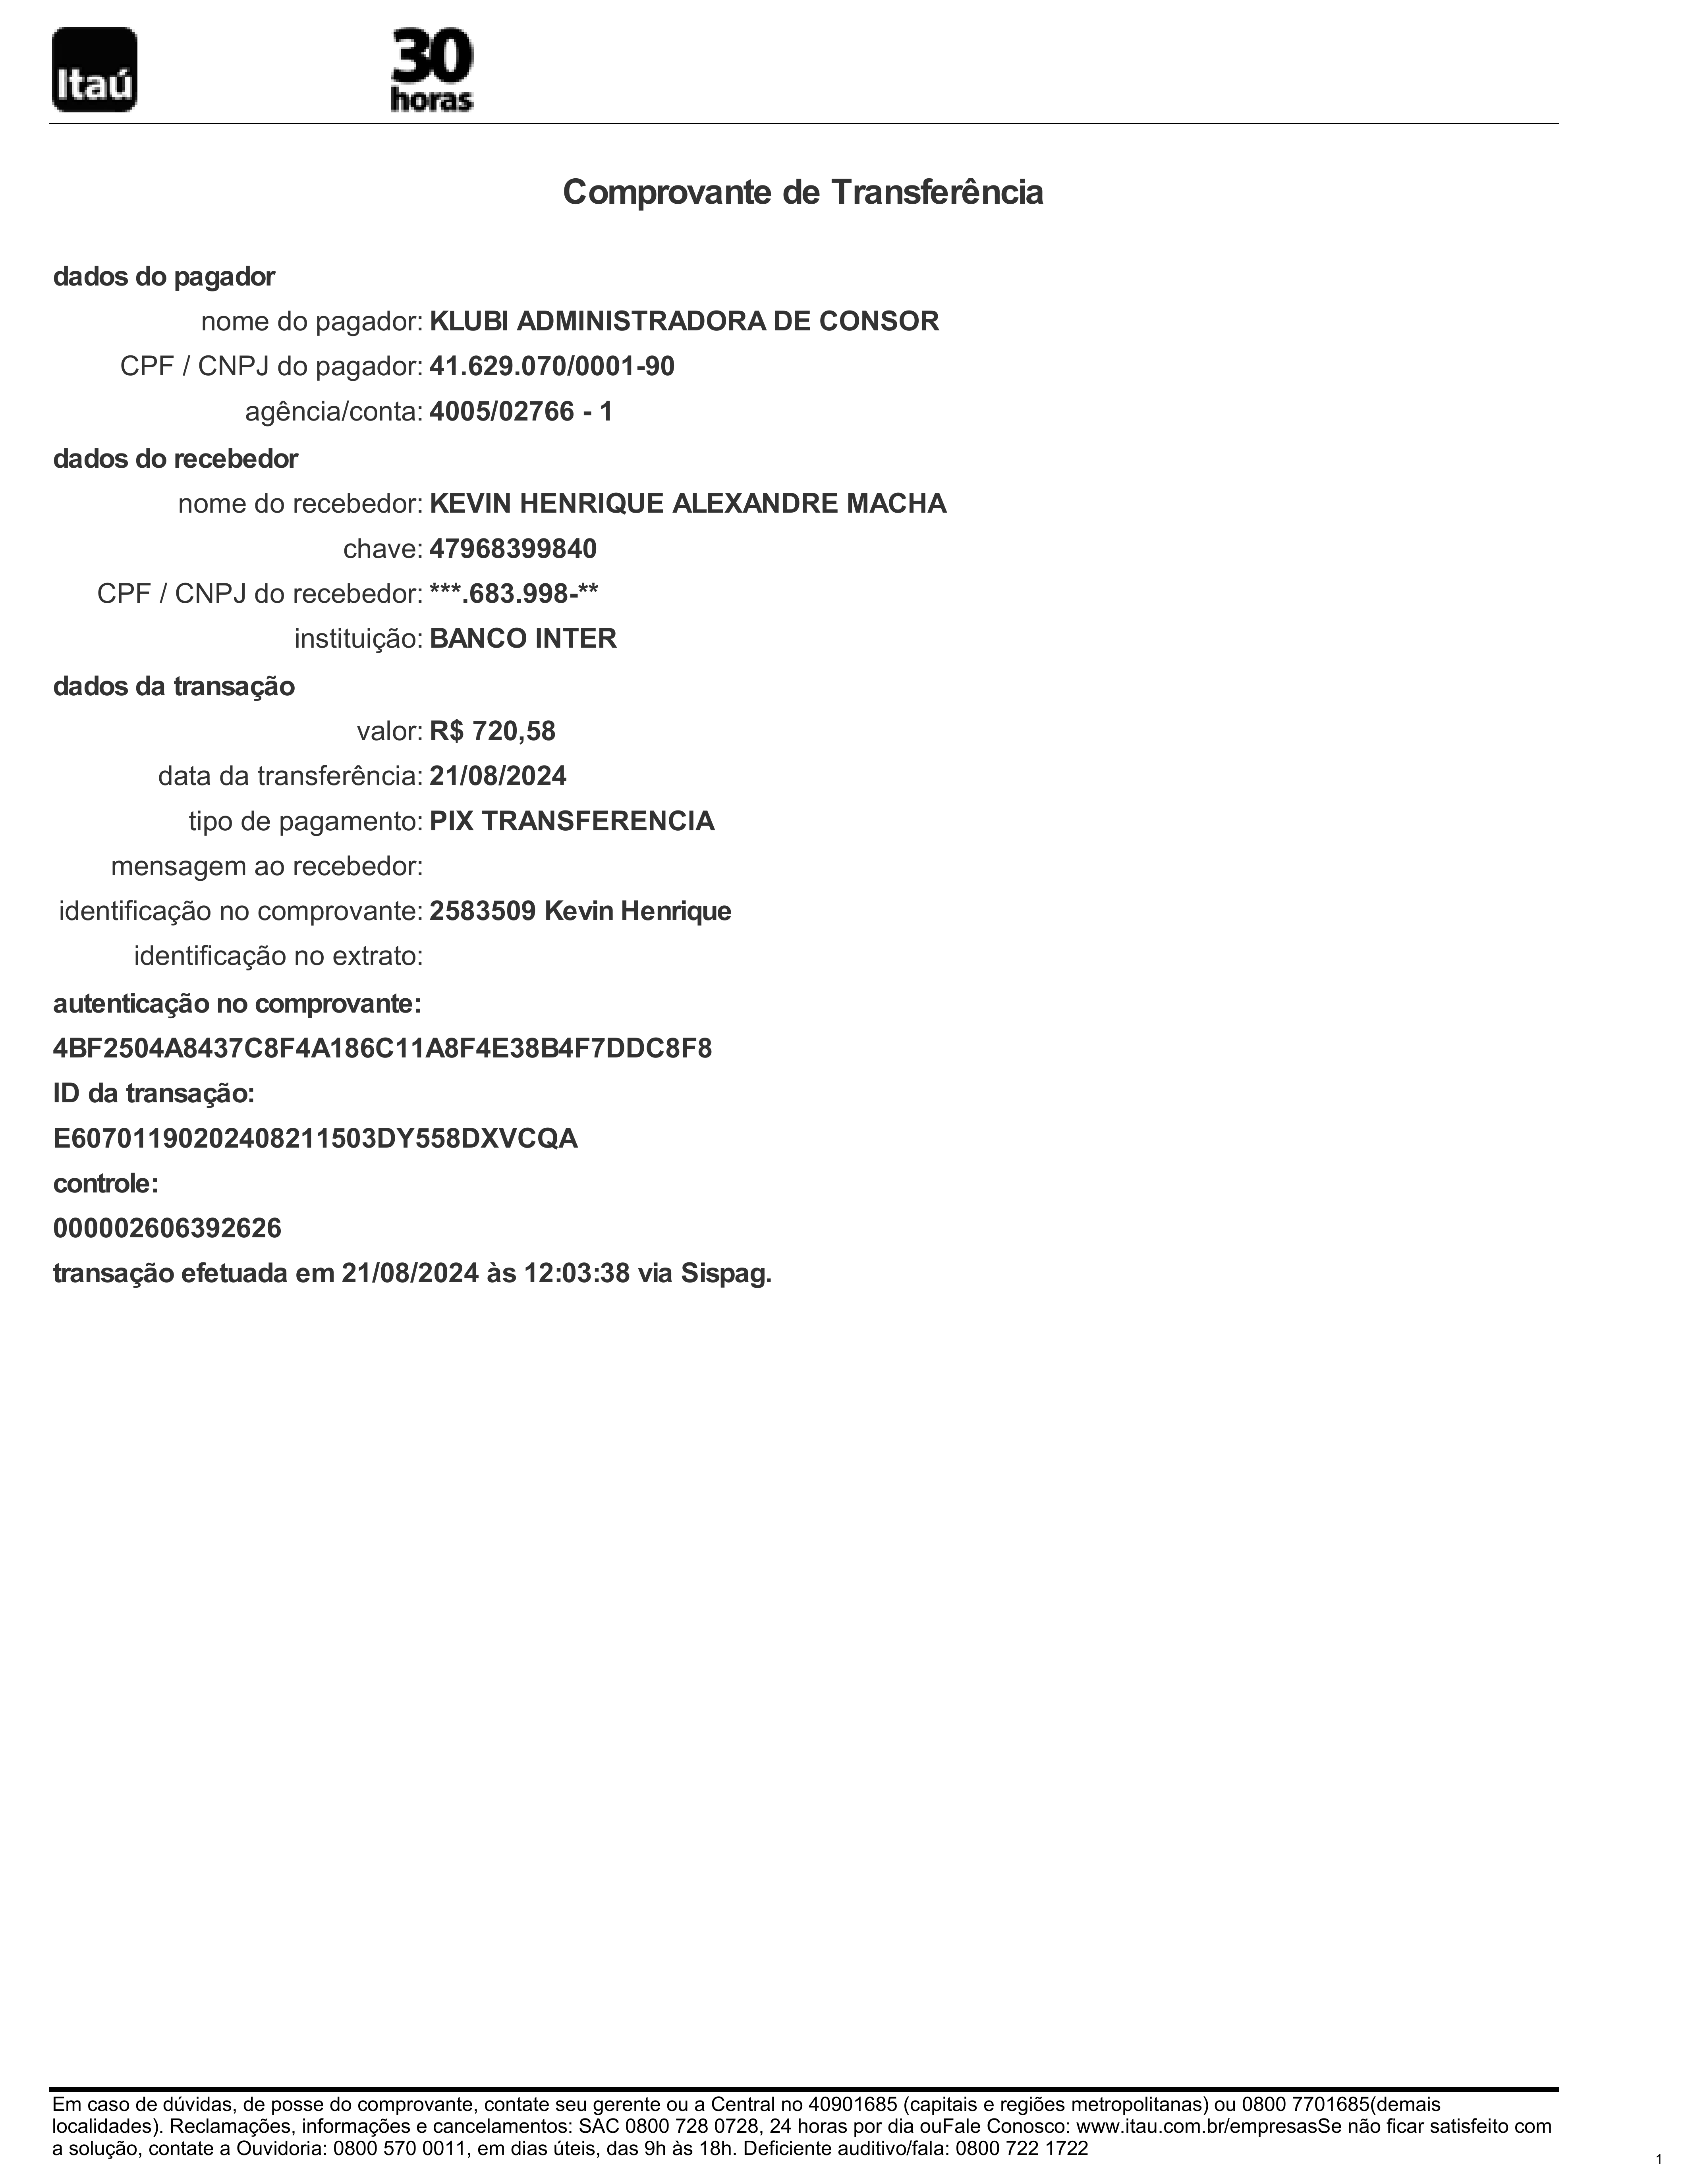 Itaú
30
horas
Comprovante de Transferência
dados do pagador
nome do pagador: KLUBI ADMINISTRADORA DE CONSOR
CPF / CNPJ do pagador: 41.629.070/0001-90
agência/conta: 4005/02766 - 1
dados do recebedor
nome do recebedor: KEVIN HENRIQUE ALEXANDRE MACHA
chave: 47968399840
CPF / CNPJ do recebedor: ***.683.998-**
instituição: BANCO INTER
dados da transação
valor: R$ 720,58
data da transferência: 21/08/2024
tipo de pagamento: PIX TRANSFERENCIA
mensagem ao recebedor:
identificação no comprovante: 2583509 Kevin Henrique
identificação no extrato:
autenticação no comprovante:
4BF2504A8437C8F4A186C11A8F4E38B4F7DDC8F8
ID da transação:
E60701190202408211503DY558DXVCQA
controle:
000002606392626
transação efetuada em 21/08/2024 às 12:03:38 via Sispag.
Em caso de dúvidas, de posse do comprovante, contate seu gerente ou a Central no 40901685 (capitais e regiões metropolitanas) ou 0800 7701685(demais
localidades). Reclamações, informações e cancelamentos: SAC 0800 728 0728, 24 horas por dia ouFale Conosco: www.itau.com.br/empresasSe não ficar satisfeito com
a solução, contate a Ouvidoria: 0800 570 0011, em dias úteis, das 9h às 18h. Deficiente auditivo/fala: 0800 722 1722
1